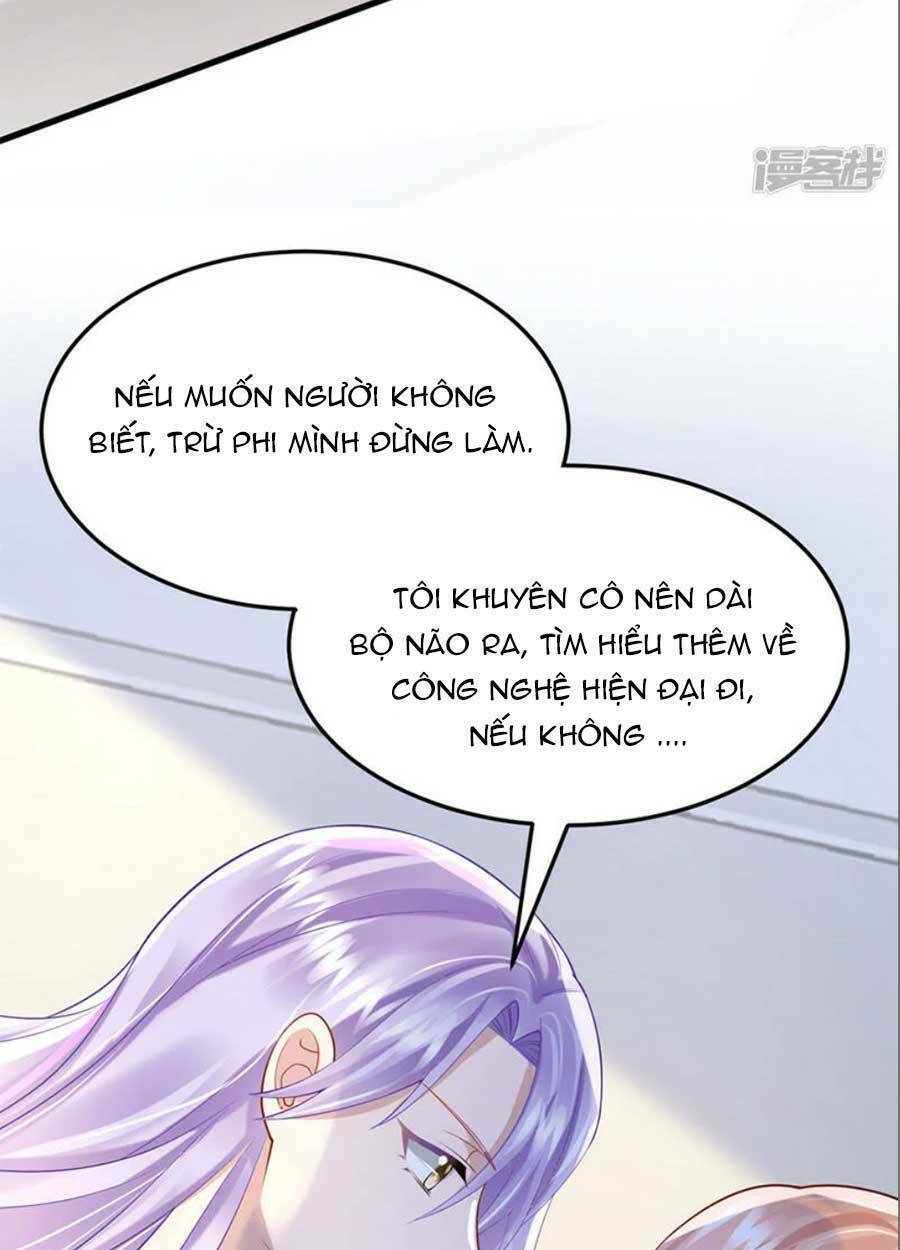 漫客栈
NẾU MUỐN NGƯỜI KHÔNG
BIẾT, TRỪ PHI MÌNH ĐỪNG LÀM.
TÔI KHUYÊN CÔ NÊN DÀI
BỘ NÃO RA, TÌM HIỂU THÊM VỀ
CÔNG NGHỆ HIỆN ĐẠI ĐI,
NẾU KHÔNG ....